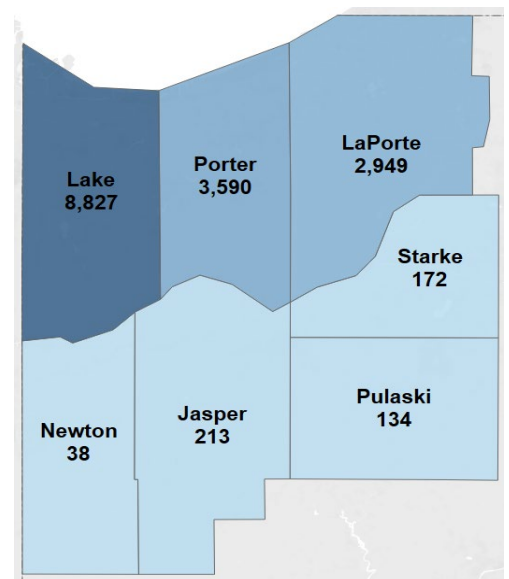 Lake
8,827
Porter
3,590
LaPorte
2,949
Starke
172
Newton
38
Jasper
213
Pulaski
134